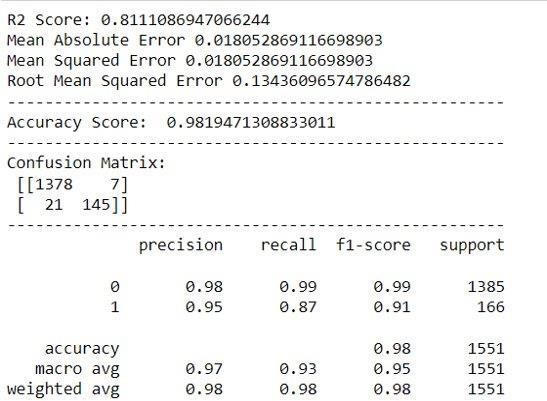 R2 Score: 0.8111086947066244
Mean Absolute Error 0.018052869116698903
Mean Squared Error 0.018052869116698903
Root Mean Squared Error 0.13436096574786482
-----------------------------------------------------
Accuracy Score:  0.9819471308833011
-----------------------------------------------------
Confusion Matrix:
 [[1378    7]
 [  21  145]]
-----------------------------------------------------
              precision    recall  f1-score   support

           0       0.98      0.99      0.99      1385
           1       0.95      0.87      0.91       166

    accuracy                           0.98      1551
   macro avg       0.97      0.93      0.95      1551
weighted avg       0.98      0.98      0.98      1551